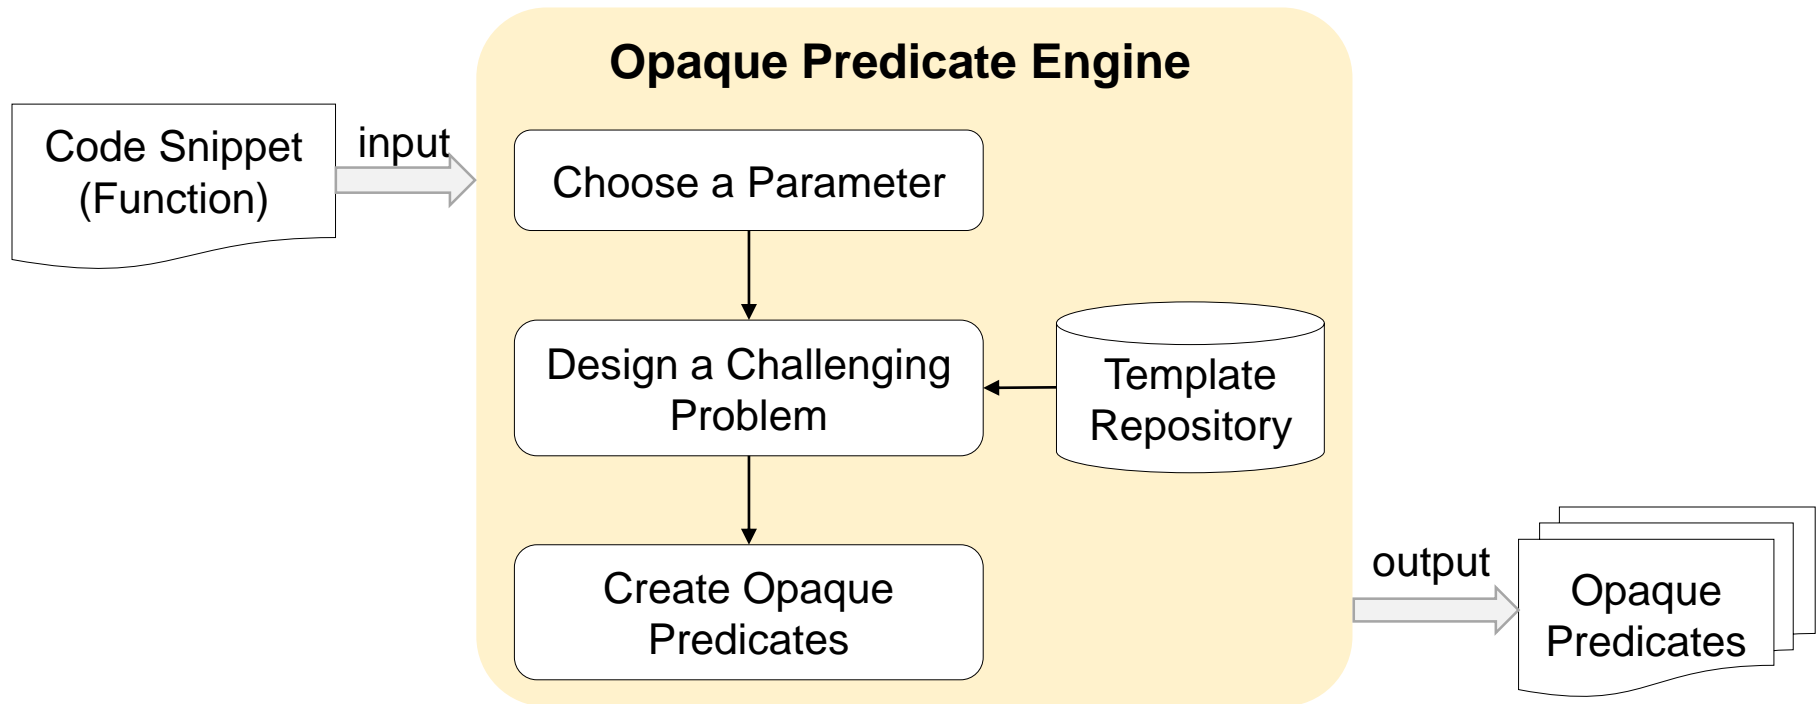 Opaque Predicate Engine
Code Snippet
(Function)
input
Choose a Parameter
Design a Challenging
Problem
Template
Repository
Create Opaque
Predicates
output
Opaque
Predicates